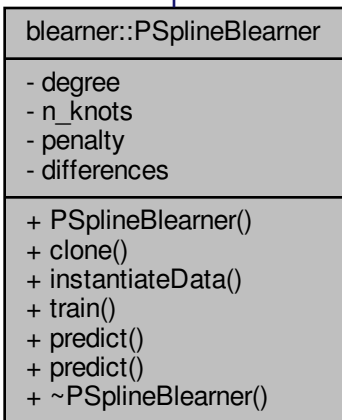 blearner::PSplineBlearner
- degree
- n_knots
- penalty
- differences
+ PSplineBlearner()
+ clone()
+ instantiateData()
+ train()
+ predict()
+ predict()
+ ~PSplineBlearner()